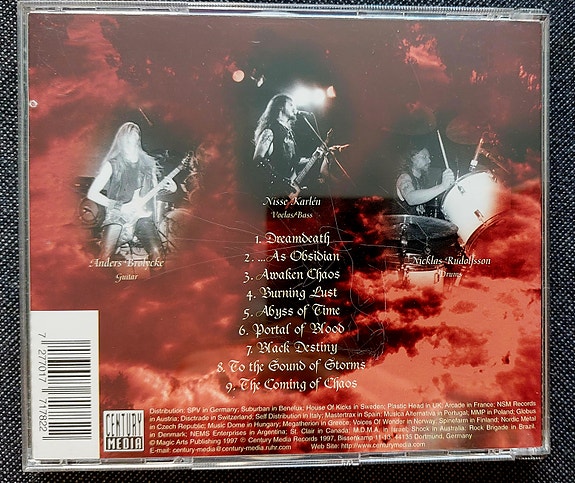 Nisse Karlén
Vocals/Bass
Anders Brolycke
Guitar
Nicklas Rudolfsson
Drums
1. Dreamdeath
2. ...As Obsidian
3. Awaken Chaos
4. Burning Lust
5. Abyss of Time
6. Portal of Blood
7. Black Destiny
8. To the Sound of Storms
9. The Coming of Chaos
7 27701 77178 2
CENTURY
MEDIA
Distribution: SPV in Germany; Suburban in Benelux; House Of Kicks in Sweden; Plastic Head in UK; Arcade in France; NSM Records
in Austria; Disctrade in Switzerland; Self Distribution in Italy; Mastertrax in Spain; Musica Alternativa in Portugal, MMP in Poland; Globus
in Czech Republic; Music Dome in Hungary; Megatherion in Greece; Voices Of Wonder in Norway; Spinefarm in Finland; Nordic Metal
in Denmark; NEMS Enterprises in Argentina; St. Clair in Canada; M.D.M.A. in Israel; Shock in Australia; Rock Brigade in Brazil.
© Magic Arts Publishing 1997 ℗ Century Media Records 1997, Bissenkamp 11-13, 44135 Dortmund, Germany
E-mail: century-media@century-media.ruhr.com Web Site: http://www.centurymedia.com